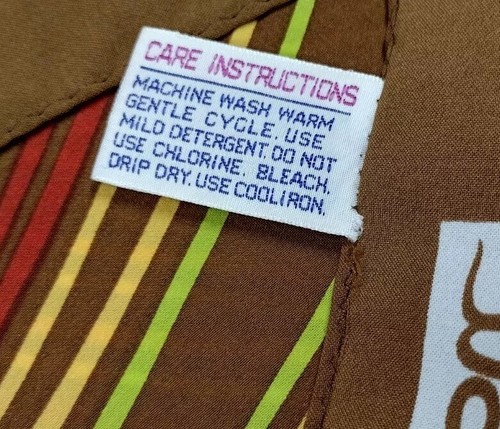 CARE INSTRUCTIONS
MACHINE WASH WARM
GENTLE CYCLE. USE
MILD DETERGENT. DO NOT
USE CHLORINE. BLEACH.
DRIP DRY. USE COOL IRON.